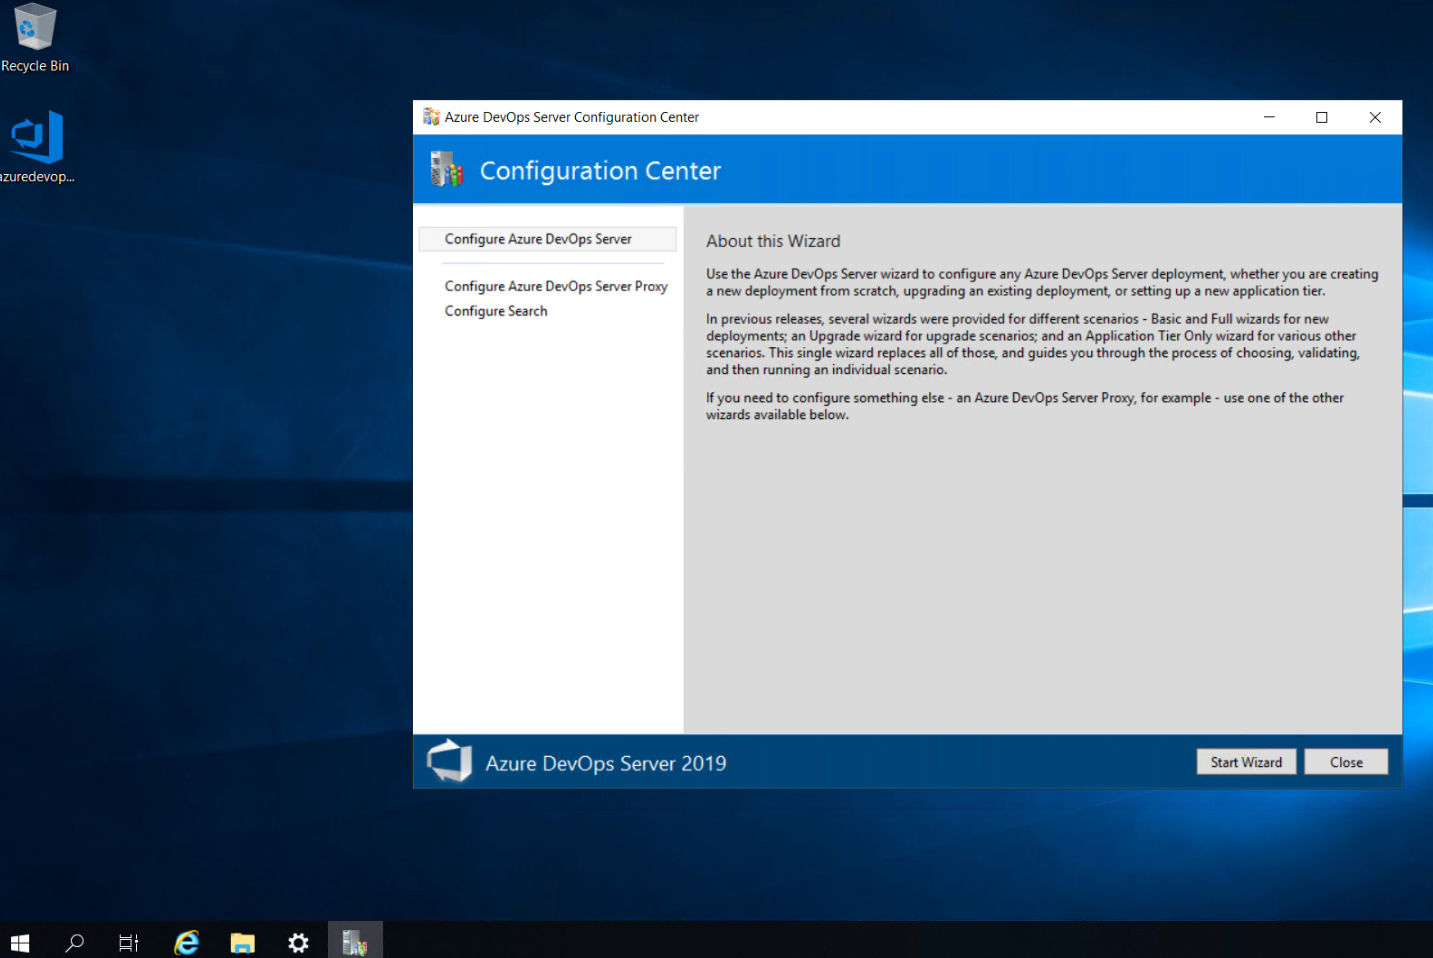 Recycle Bin
azuredevop...
Azure DevOps Server Configuration Center
Configuration Center
Configure Azure DevOps Server
Configure Azure DevOps Server Proxy
Configure Search
About this Wizard
Use the Azure DevOps Server wizard to configure any Azure DevOps Server deployment, whether you are creating
a new deployment from scratch, upgrading an existing deployment, or setting up a new application tier.
In previous releases, several wizards were provided for different scenarios - Basic and Full wizards for new
deployments; an Upgrade wizard for upgrade scenarios; and an Application Tier Only wizard for various other
scenarios. This single wizard replaces all of those, and guides you through the process of choosing, validating,
and then running an individual scenario.
If you need to configure something else - an Azure DevOps Server Proxy, for example - use one of the other
wizards available below.
Azure DevOps Server 2019
Start Wizard
Close